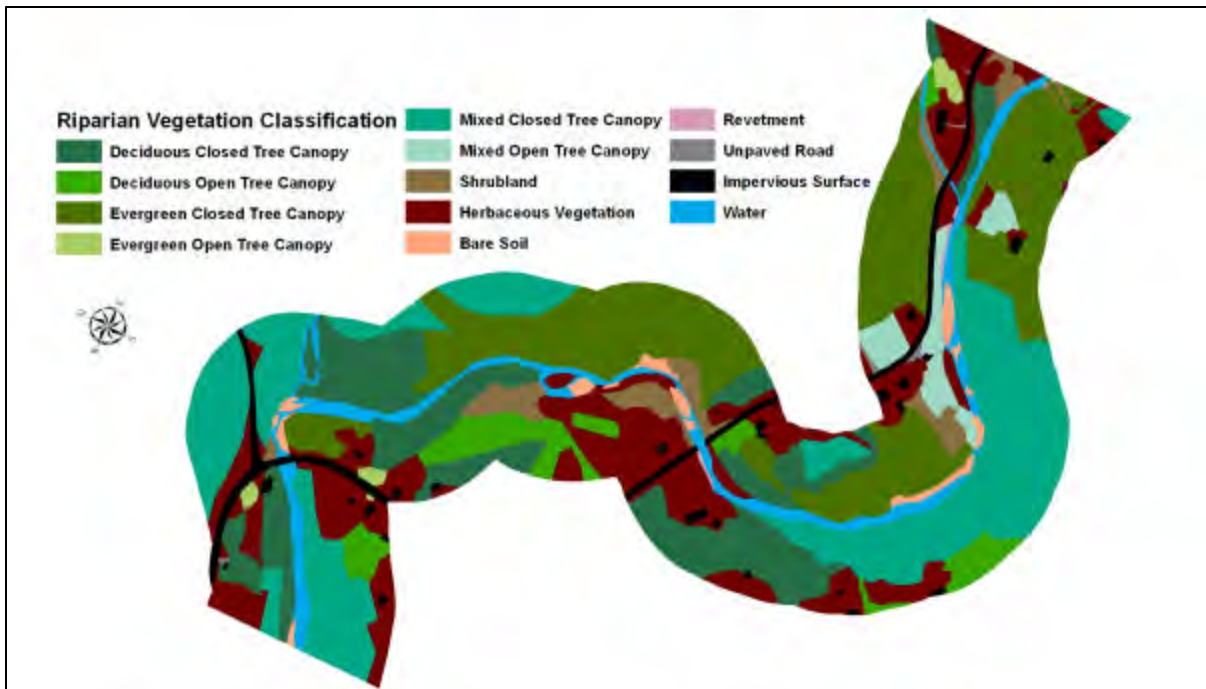 Riparian Vegetation Classification
Deciduous Closed Tree Canopy
Deciduous Open Tree Canopy
Evergreen Closed Tree Canopy
Evergreen Open Tree Canopy
Mixed Closed Tree Canopy
Mixed Open Tree Canopy
Shrubland
Herbaceous Vegetation
Bare Soil
Revetment
Unpaved Road
Impervious Surface
Water